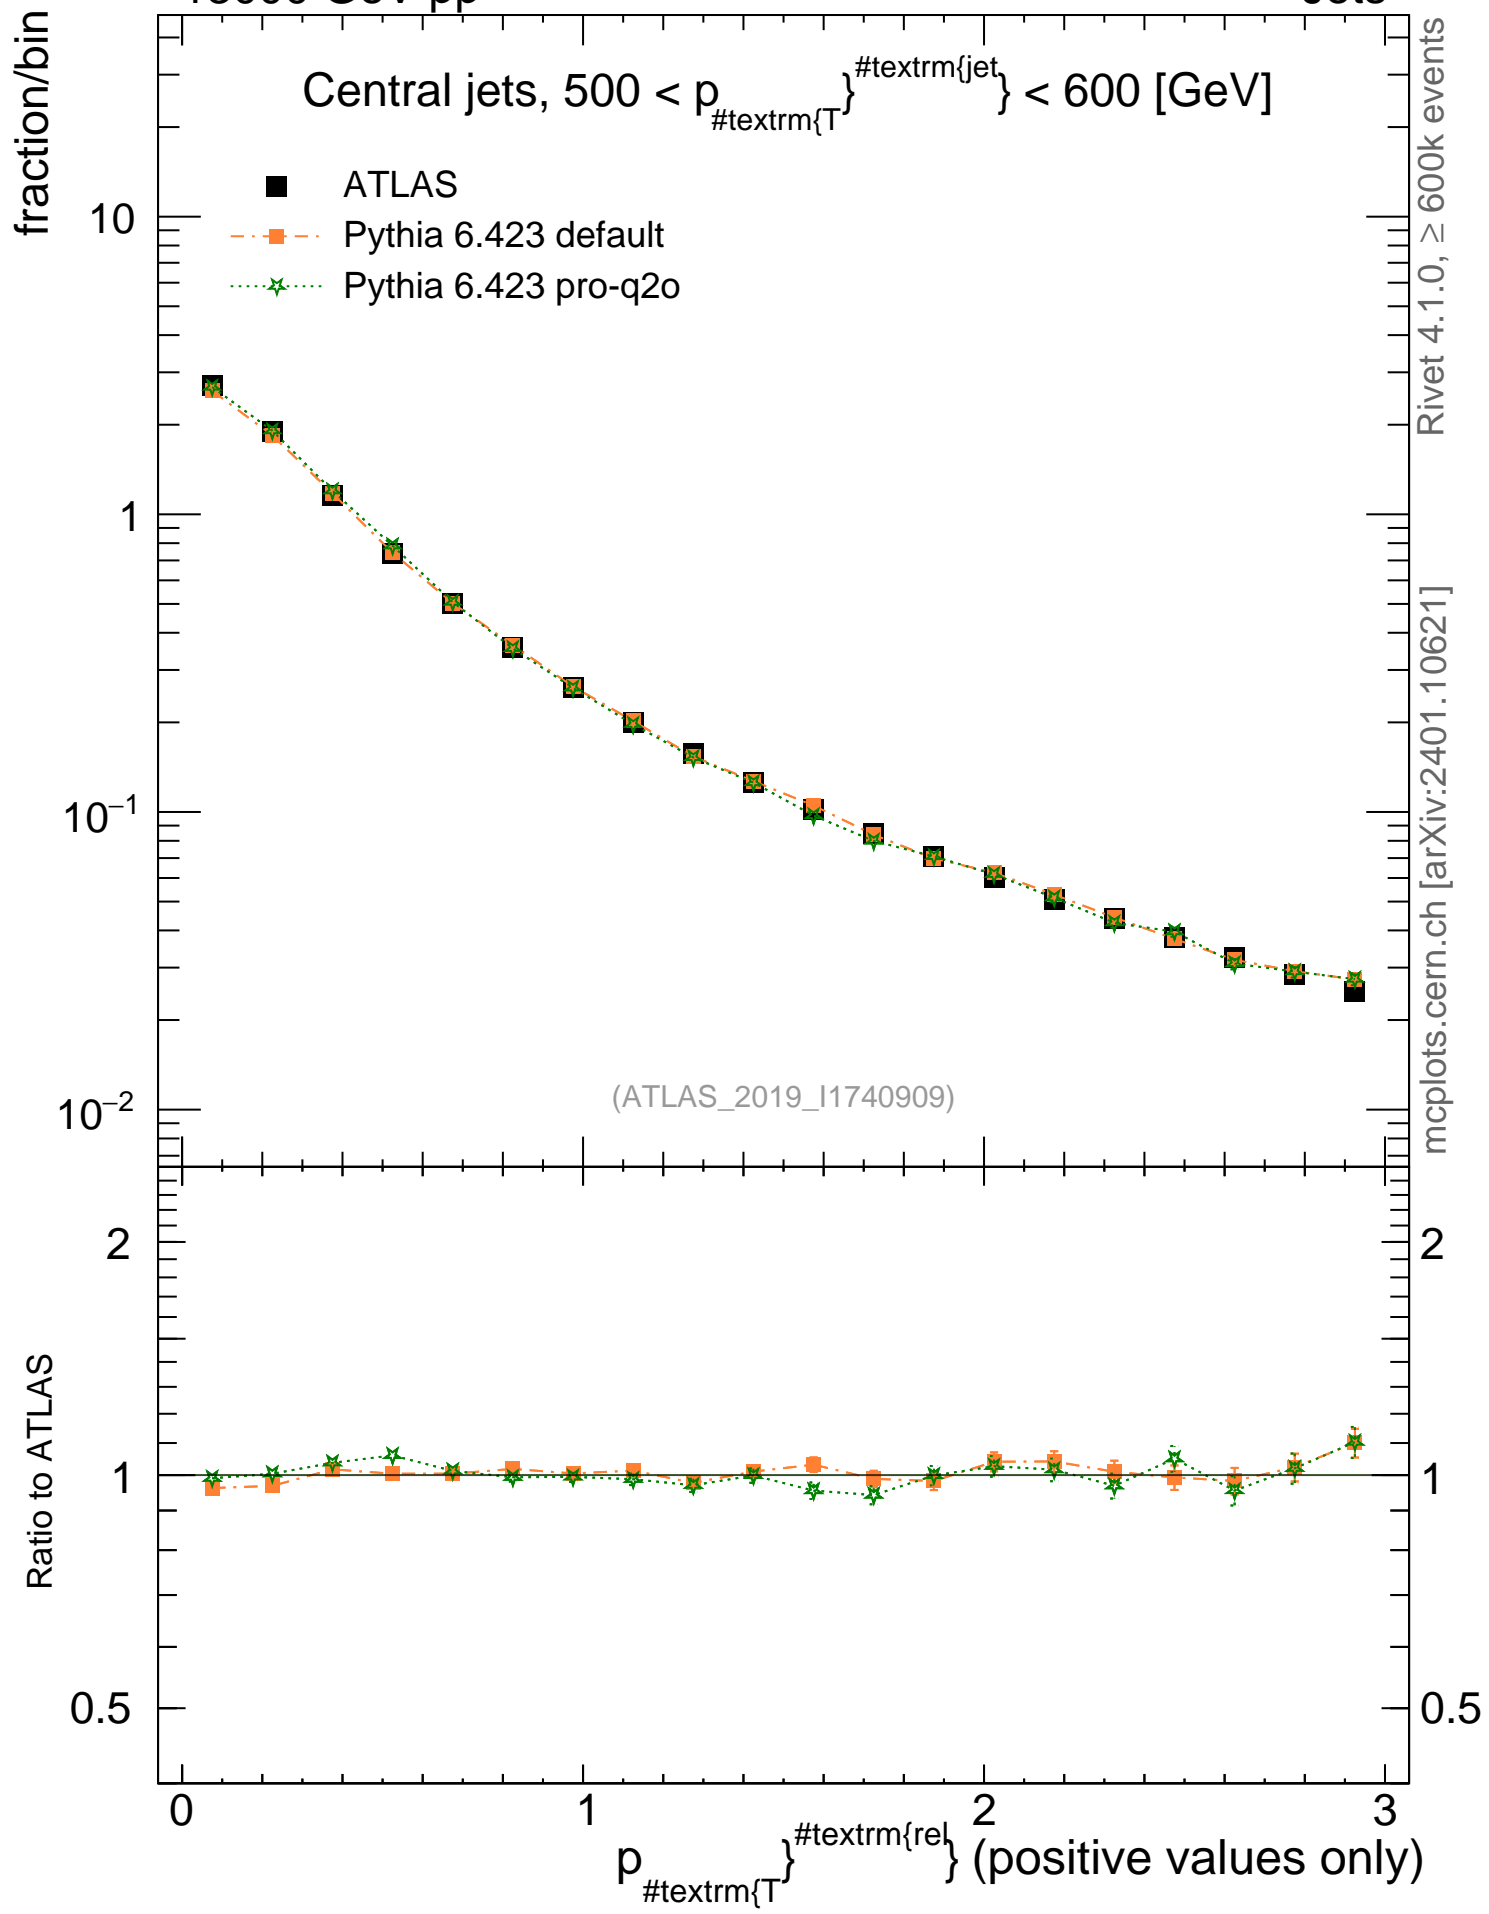 fraction/bin
Central jets, 500 < p_#textrm{T}^#textrm{jet}} < 600 [GeV]
ATLAS
Pythia 6.423 default
Pythia 6.423 pro-q2o
10
1
10⁻¹
10⁻²
(ATLAS_2019_I1740909)
Rivet 4.1.0, ≥ 600k events
mcplots.cern.ch [arXiv:2401.10621]
Ratio to ATLAS
2
1
0.5
2
1
0.5
0 1 2 3
p_#textrm{T}^#textrm{rel}} (positive values only)